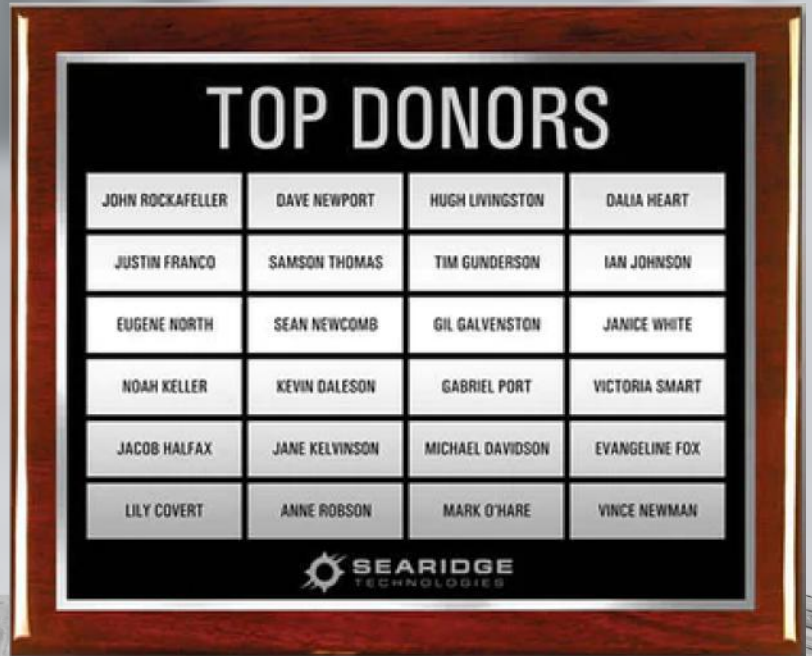 TOP DONORS
JOHN ROCKAFELLER DAVE NEWPORT HUGH LIVINGSTON DALIA HEART
JUSTIN FRANCO SAMSON THOMAS TIM GUNDERSON IAN JOHNSON
EUGENE NORTH SEAN NEWCOMB GIL GALVENSTON JANICE WHITE
NOAH KELLER KEVIN DALESON GABRIEL PORT VICTORIA SMART
JACOB HALFAX JANE KELVINSON MICHAEL DAVIDSON EVANGELINE FOX
LILY COVERT ANNE ROBSON MARK O'HARE VINCE NEWMAN
SEARIDGE
TECHNOLOGIES